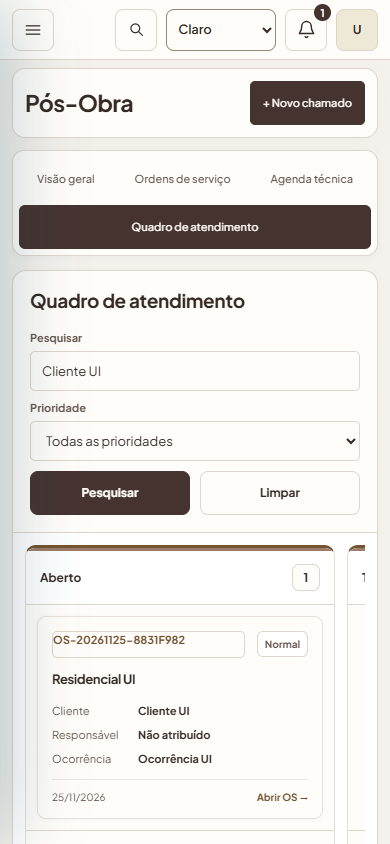 Claro
1
U
Pós-Obra
+ Novo chamado
Visão geral
Ordens de serviço
Agenda técnica
Quadro de atendimento
Quadro de atendimento
Pesquisar
Cliente UI
Prioridade
Todas as prioridades
Pesquisar
Limpar
Aberto
1
OS-20261125-8831F982
Normal
Residencial UI
Cliente
Cliente UI
Responsável
Não atribuído
Ocorrência
Ocorrência UI
25/11/2026
Abrir OS →